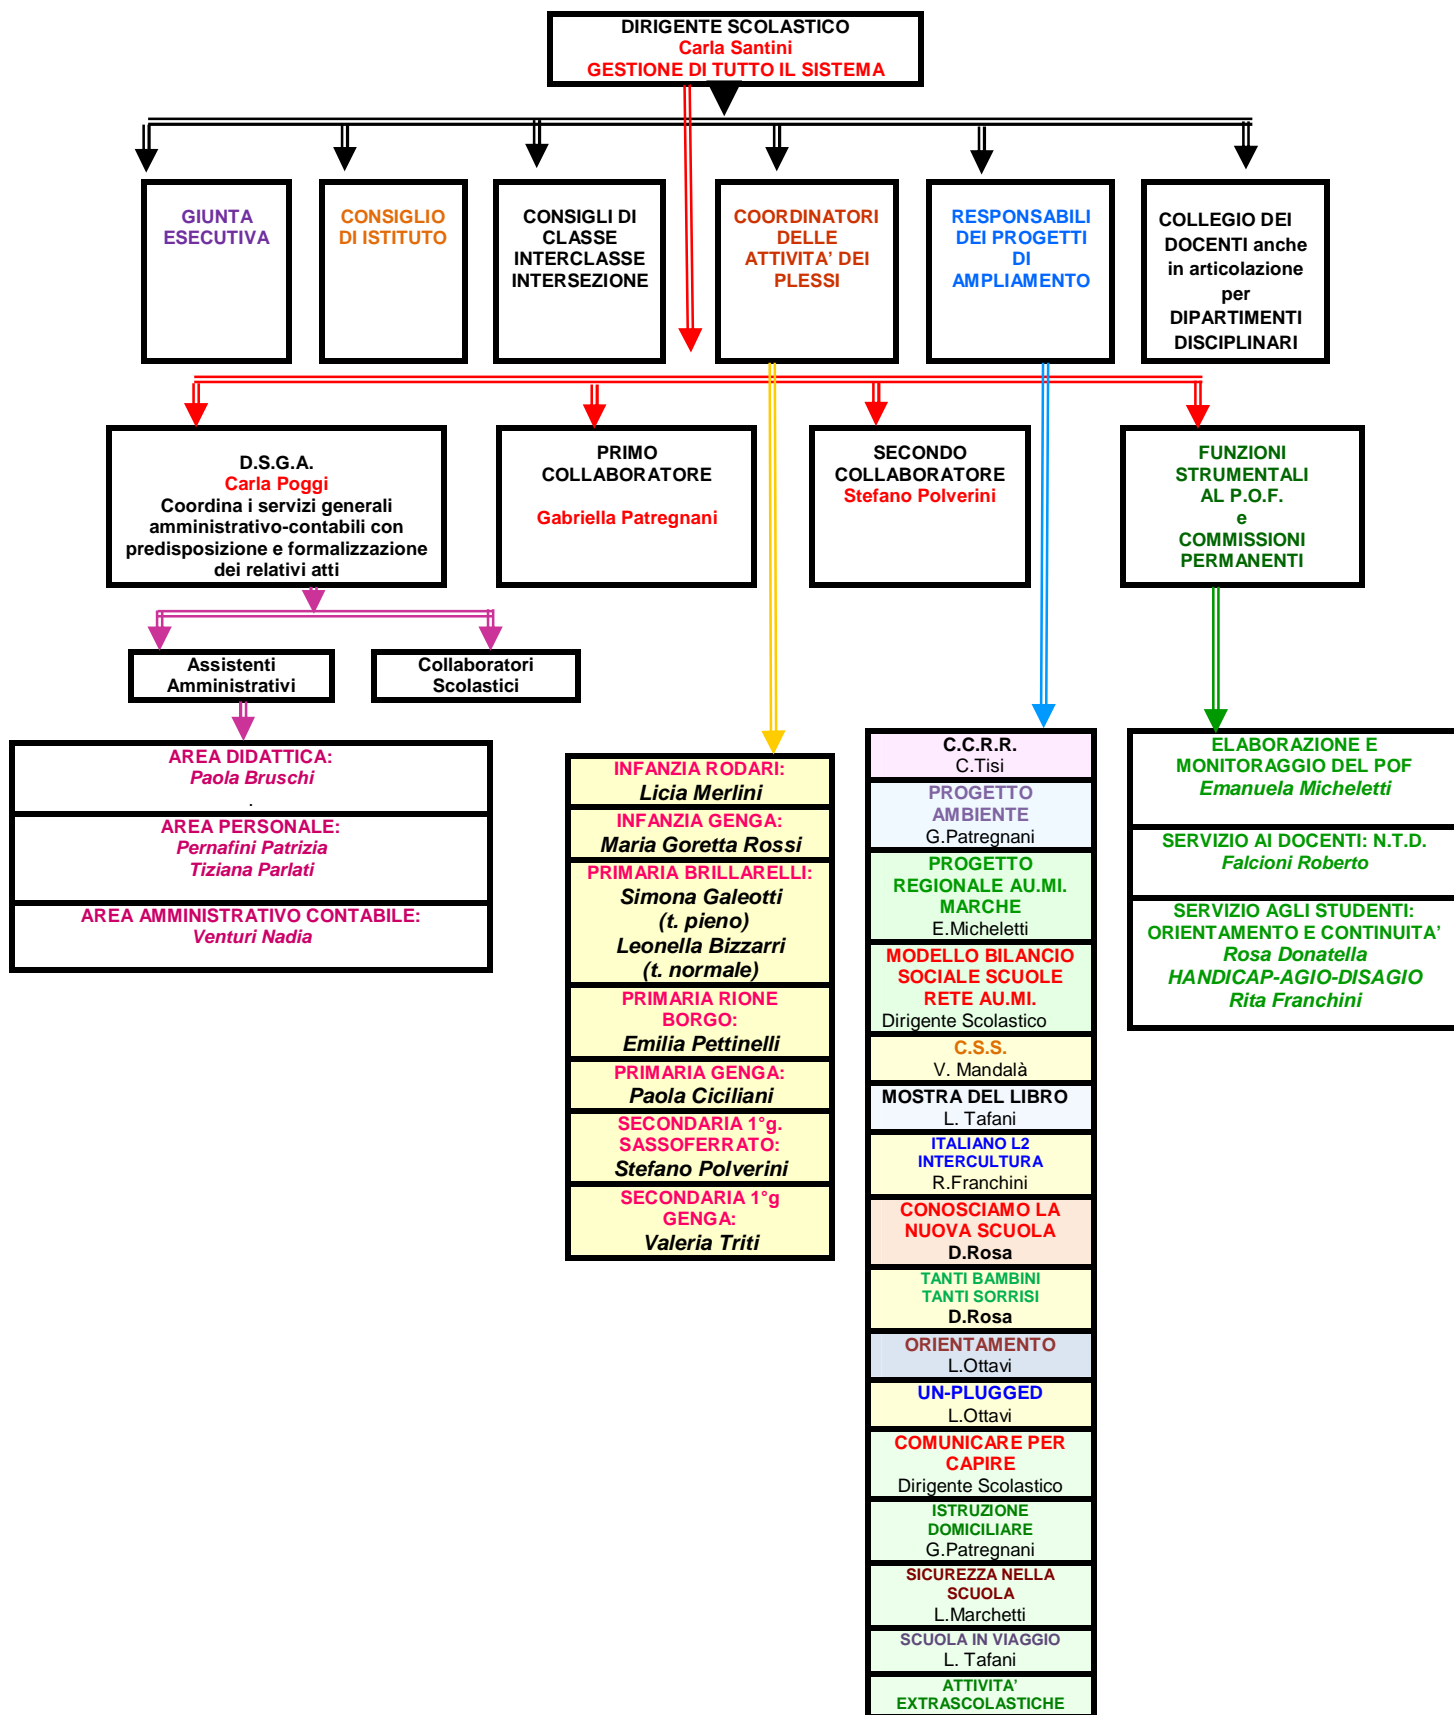 DIRIGENTE SCOLASTICO
Carla Santini
GESTIONE DI TUTTO IL SISTEMA
GIUNTA
ESECUTIVA
CONSIGLIO
DI ISTITUTO
CONSIGLI DI
CLASSE
INTERCLASSE
INTERSEZIONE
COORDINATORI
DELLE
ATTIVITA' DEI
PLESSI
RESPONSABILI
DEI PROGETTI
DI
AMPLIAMENTO
COLLEGIO DEI
DOCENTI anche
in articolazione
per
DIPARTIMENTI
DISCIPLINARI
D.S.G.A.
Carla Poggi
Coordina i servizi generali
amministrativo-contabili con
predisposizione e formalizzazione
dei relativi atti
PRIMO
COLLABORATORE
Gabriella Patregnani
SECONDO
COLLABORATORE
Stefano Polverini
FUNZIONI
STRUMENTALI
AL P.O.F.
e
COMMISSIONI
PERMANENTI
Assistenti
Amministrativi
Collaboratori
Scolastici
AREA DIDATTICA:
Paola Bruschi
.
AREA PERSONALE:
Pernafini Patrizia
Tiziana Parlati
AREA AMMINISTRATIVO CONTABILE:
Venturi Nadia
INFANZIA RODARI:
Licia Merlini
INFANZIA GENGA:
Maria Goretta Rossi
PRIMARIA BRILLARELLI:
Simona Galeotti
(t. pieno)
Leonella Bizzarri
(t. normale)
PRIMARIA RIONE
BORGO:
Emilia Pettinelli
PRIMARIA GENGA:
Paola Ciciliani
SECONDARIA 1°g.
SASSOFERRATO:
Stefano Polverini
SECONDARIA 1°g
GENGA:
Valeria Triti
C.C.R.R.
C.Tisi
PROGETTO
AMBIENTE
G.Patregnani
PROGETTO
REGIONALE AU.MI.
MARCHE
E.Micheletti
MODELLO BILANCIO
SOCIALE SCUOLE
RETE AU.MI.
Dirigente Scolastico
C.S.S.
V. Mandalà
MOSTRA DEL LIBRO
L. Tafani
ITALIANO L2
INTERCULTURA
R.Franchini
CONOSCIAMO LA
NUOVA SCUOLA
D.Rosa
TANTI BAMBINI
TANTI SORRISI
D.Rosa
ORIENTAMENTO
L.Ottavi
UN-PLUGGED
L.Ottavi
COMUNICARE PER
CAPIRE
Dirigente Scolastico
ISTRUZIONE
DOMICILIARE
G.Patregnani
SICUREZZA NELLA
SCUOLA
L.Marchetti
SCUOLA IN VIAGGIO
L. Tafani
ATTIVITA'
EXTRASCOLASTICHE
ELABORAZIONE E
MONITORAGGIO DEL POF
Emanuela Micheletti
SERVIZIO AI DOCENTI: N.T.D.
Falcioni Roberto
SERVIZIO AGLI STUDENTI:
ORIENTAMENTO E CONTINUITA'
Rosa Donatella
HANDICAP-AGIO-DISAGIO
Rita Franchini